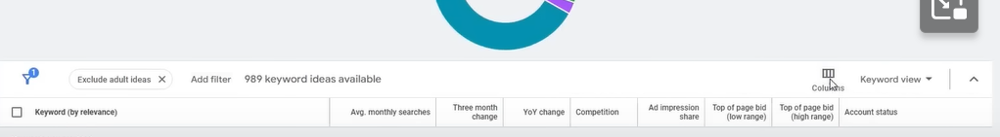 1
Exclude adult ideas
Add filter
989 keyword ideas available
Columns
Keyword view
Keyword (by relevance)
Avg. monthly searches
Three month
change
YoY change
Competition
Ad impression
share
Top of page bid
(low range)
Top of page bid
(high range)
Account status